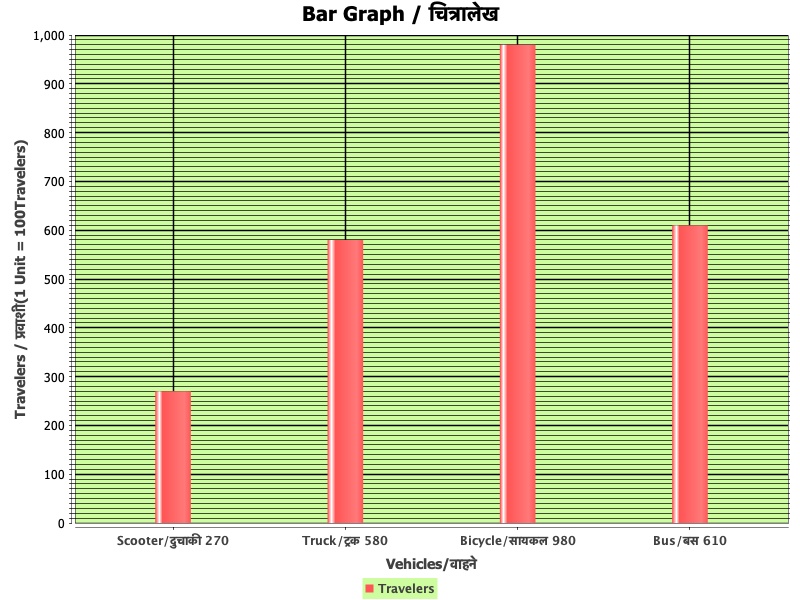 Bar Graph / चित्रालेख
Travelers / प्रवाशी(1 Unit = 100Travelers)
1,000
900
800
700
600
500
400
300
200
100
0
Scooter/दुचाकी 270 Truck/ट्रक 580 Bicycle/सायकल 980 Bus/बस 610
Vehicles/वाहने
Travelers